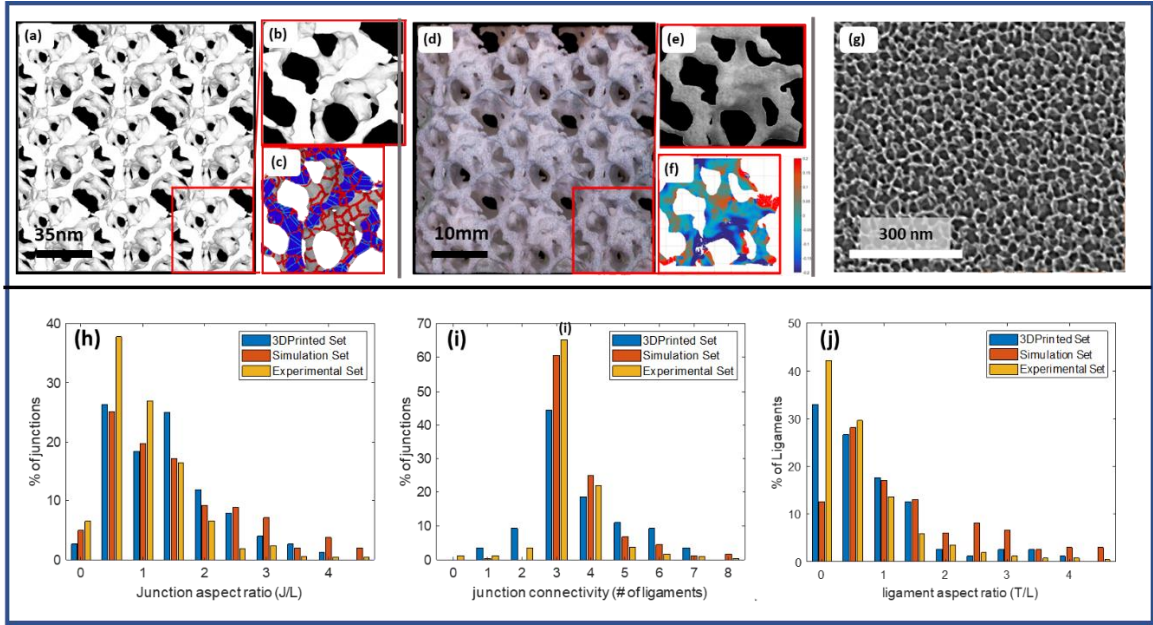 (a)
35nm
(b)
(c)
(d)
10mm
(e)
(f)
(g)
300 nm
(h)
3DPrinted Set
Simulation Set
Experimental Set
% of junctions
40
30
20
10
0
0 1 2 3 4
Junction aspect ratio (J/L)
(i)
(i)
3DPrinted Set
Simulation Set
Experimental Set
% of junctions
70
60
50
40
30
20
10
0
0 1 2 3 4 5 6 7 8
junction connectivity (# of ligaments)
(j)
3DPrinted Set
Simulation Set
Experimental Set
% of Ligaments
50
40
30
20
10
0
0 1 2 3 4
ligament aspect ratio (T/L)